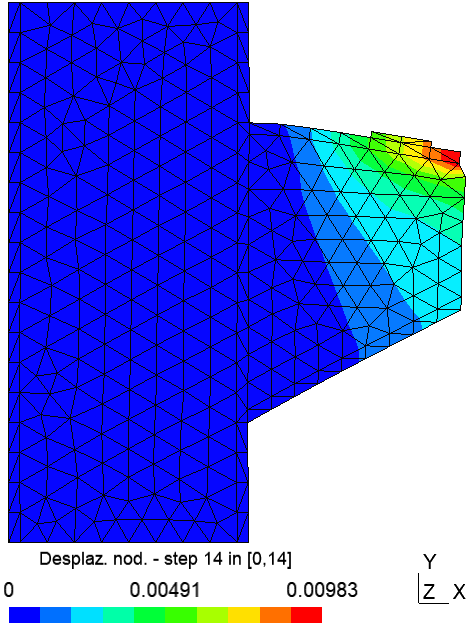 Desplaz. nod. - step 14 in [0,14]
0 0.00491 0.00983
Y
Z X